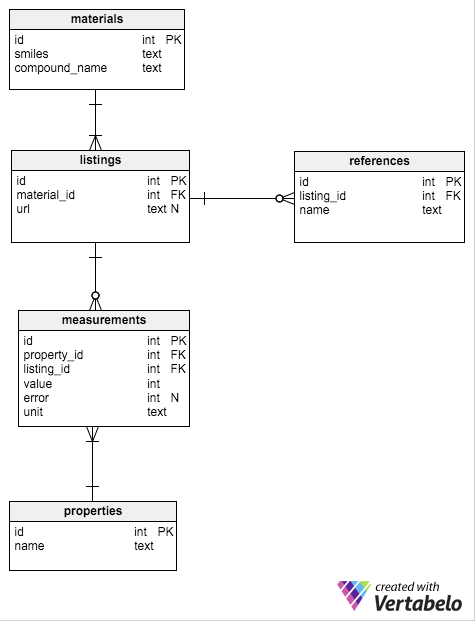 materials
id int PK
smiles text
compound_name text
listings
id int PK
material_id int FK
url text N
references
id int PK
listing_id int FK
name text
measurements
id int PK
property_id int FK
listing_id int FK
value int
error int N
unit text
properties
id int PK
name text
created with
Vertabelo